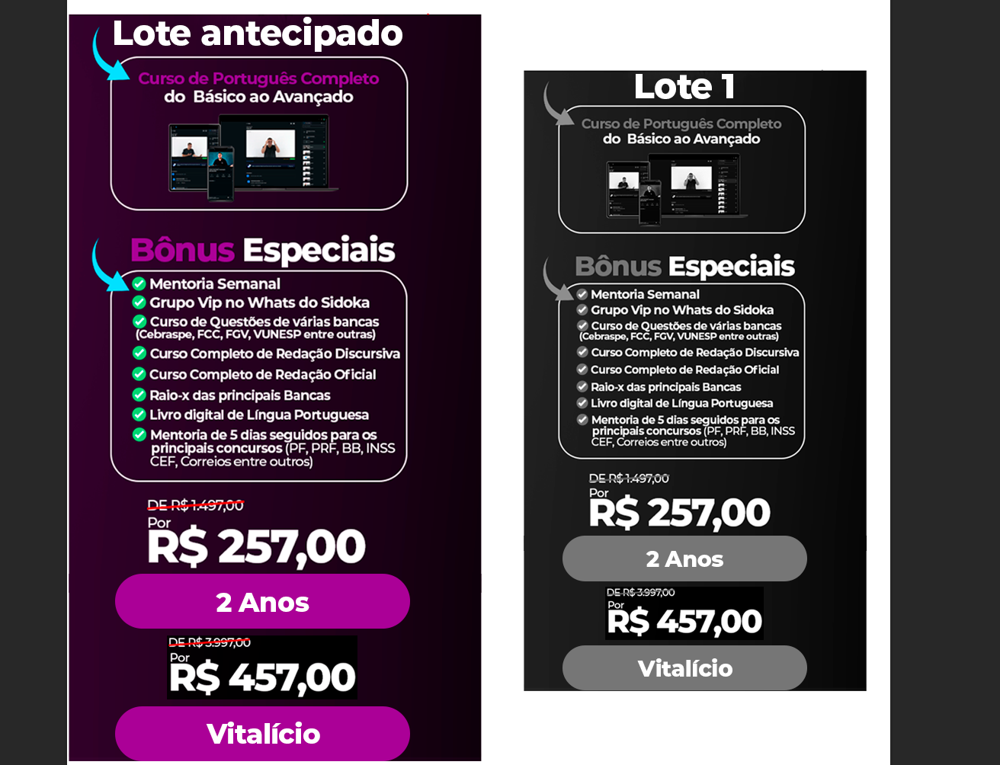 Lote antecipado
Curso de Português Completo
do Básico ao Avançado
Bônus Especiais
Mentoria Semanal
Grupo Vip no Whats do Sidoka
Curso de Questões de várias bancas
(Cebraspe, FCC, FGV, VUNESP entre outras)
Curso Completo de Redação Discursiva
Curso Completo de Redação Oficial
Raio-x das principais Bancas
Livro digital de Língua Portuguesa
Mentoria de 5 dias seguidos para os
principais concursos (PF, PRF, BB, INSS
CEF, Correios entre outros)
DE R$ 1.497,00
Por
R$ 257,00
2 Anos
DE R$ 3.997,00
Por
R$ 457,00
Vitalício
Lote 1
Curso de Português Completo
do Básico ao Avançado
Bônus Especiais
Mentoria Semanal
Grupo Vip no Whats do Sidoka
Curso de Questões de várias bancas
(Cebraspe, FCC, FGV, VUNESP entre outras)
Curso Completo de Redação Discursiva
Curso Completo de Redação Oficial
Raio-x das principais Bancas
Livro digital de Língua Portuguesa
Mentoria de 5 dias seguidos para os
principais concursos (PF, PRF, BB, INSS
CEF, Correios entre outros)
DE R$ 1.497,00
Por
R$ 257,00
2 Anos
DE R$ 3.997,00
Por
R$ 457,00
Vitalício